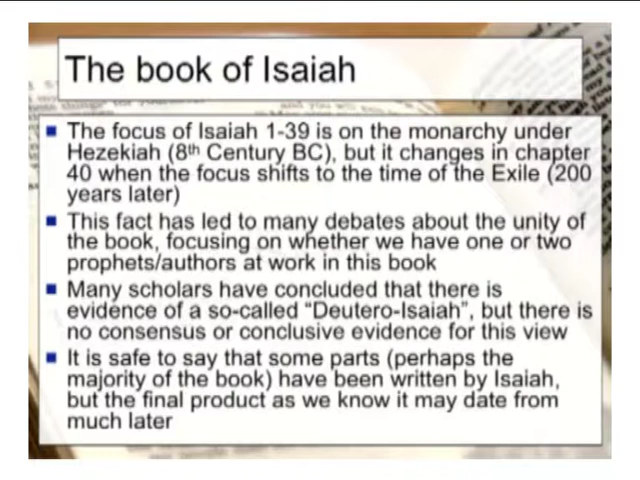 The book of Isaiah
The focus of Isaiah 1-39 is on the monarchy under
Hezekiah (8th Century BC), but it changes in chapter
40 when the focus shifts to the time of the Exile (200
years later)
This fact has led to many debates about the unity of
the book, focusing on whether we have one or two
prophets/authors at work in this book
Many scholars have concluded that there is
evidence of a so-called “Deutero-Isaiah”, but there is
no consensus or conclusive evidence for this view
It is safe to say that some parts (perhaps the
majority of the book) have been written by Isaiah,
but the final product as we know it may date from
much later